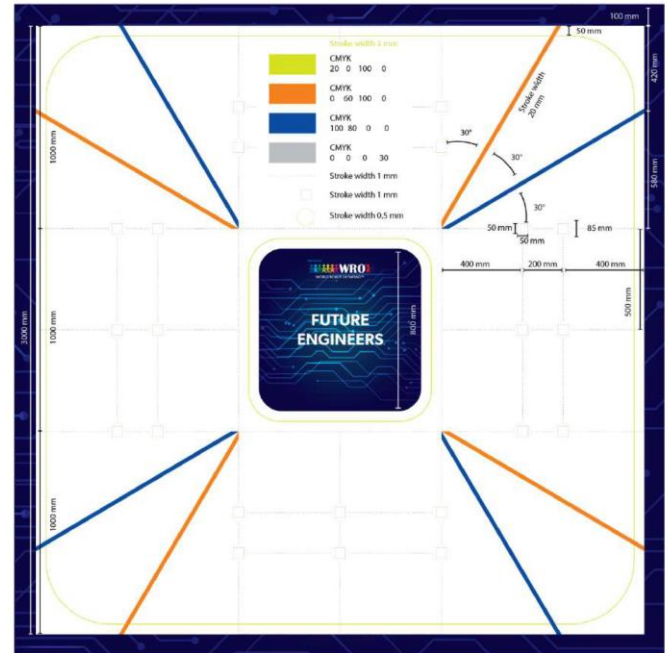 100 mm
50 mm
Stroke width 1 mm
CMYK
20 0 100 0
CMYK
0 60 100 0
CMYK
100 80 0 0
CMYK
0 0 0 30
Stroke width 1 mm
Stroke width 1 mm
Stroke width 0,5 mm
Stroke width
20 mm
30°
30°
30°
420 mm
580 mm
1000 mm
50 mm
50 mm
85 mm
400 mm
200 mm
400 mm
500 mm
3000 mm
1000 mm
WRO
FUTURE
ENGINEERS
800 mm
1000 mm